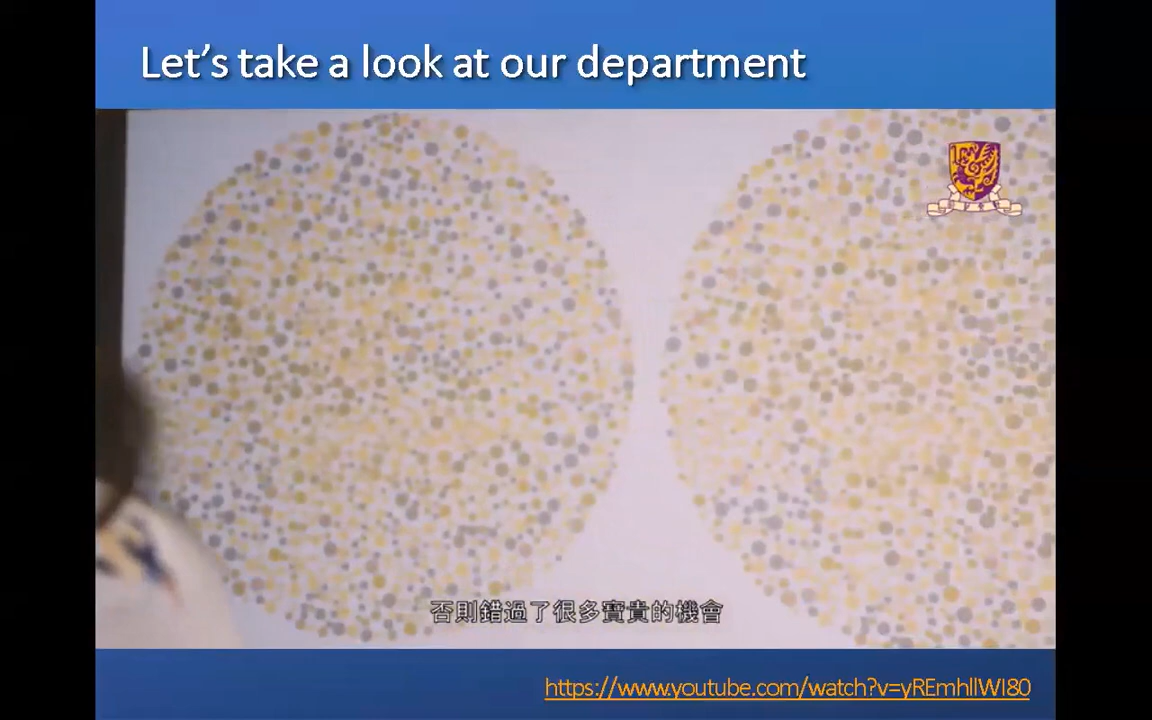 Let's take a look at our department
否則錯過了很多寶貴的機會
https://www.youtube.com/watch?v=yREmhllWI80